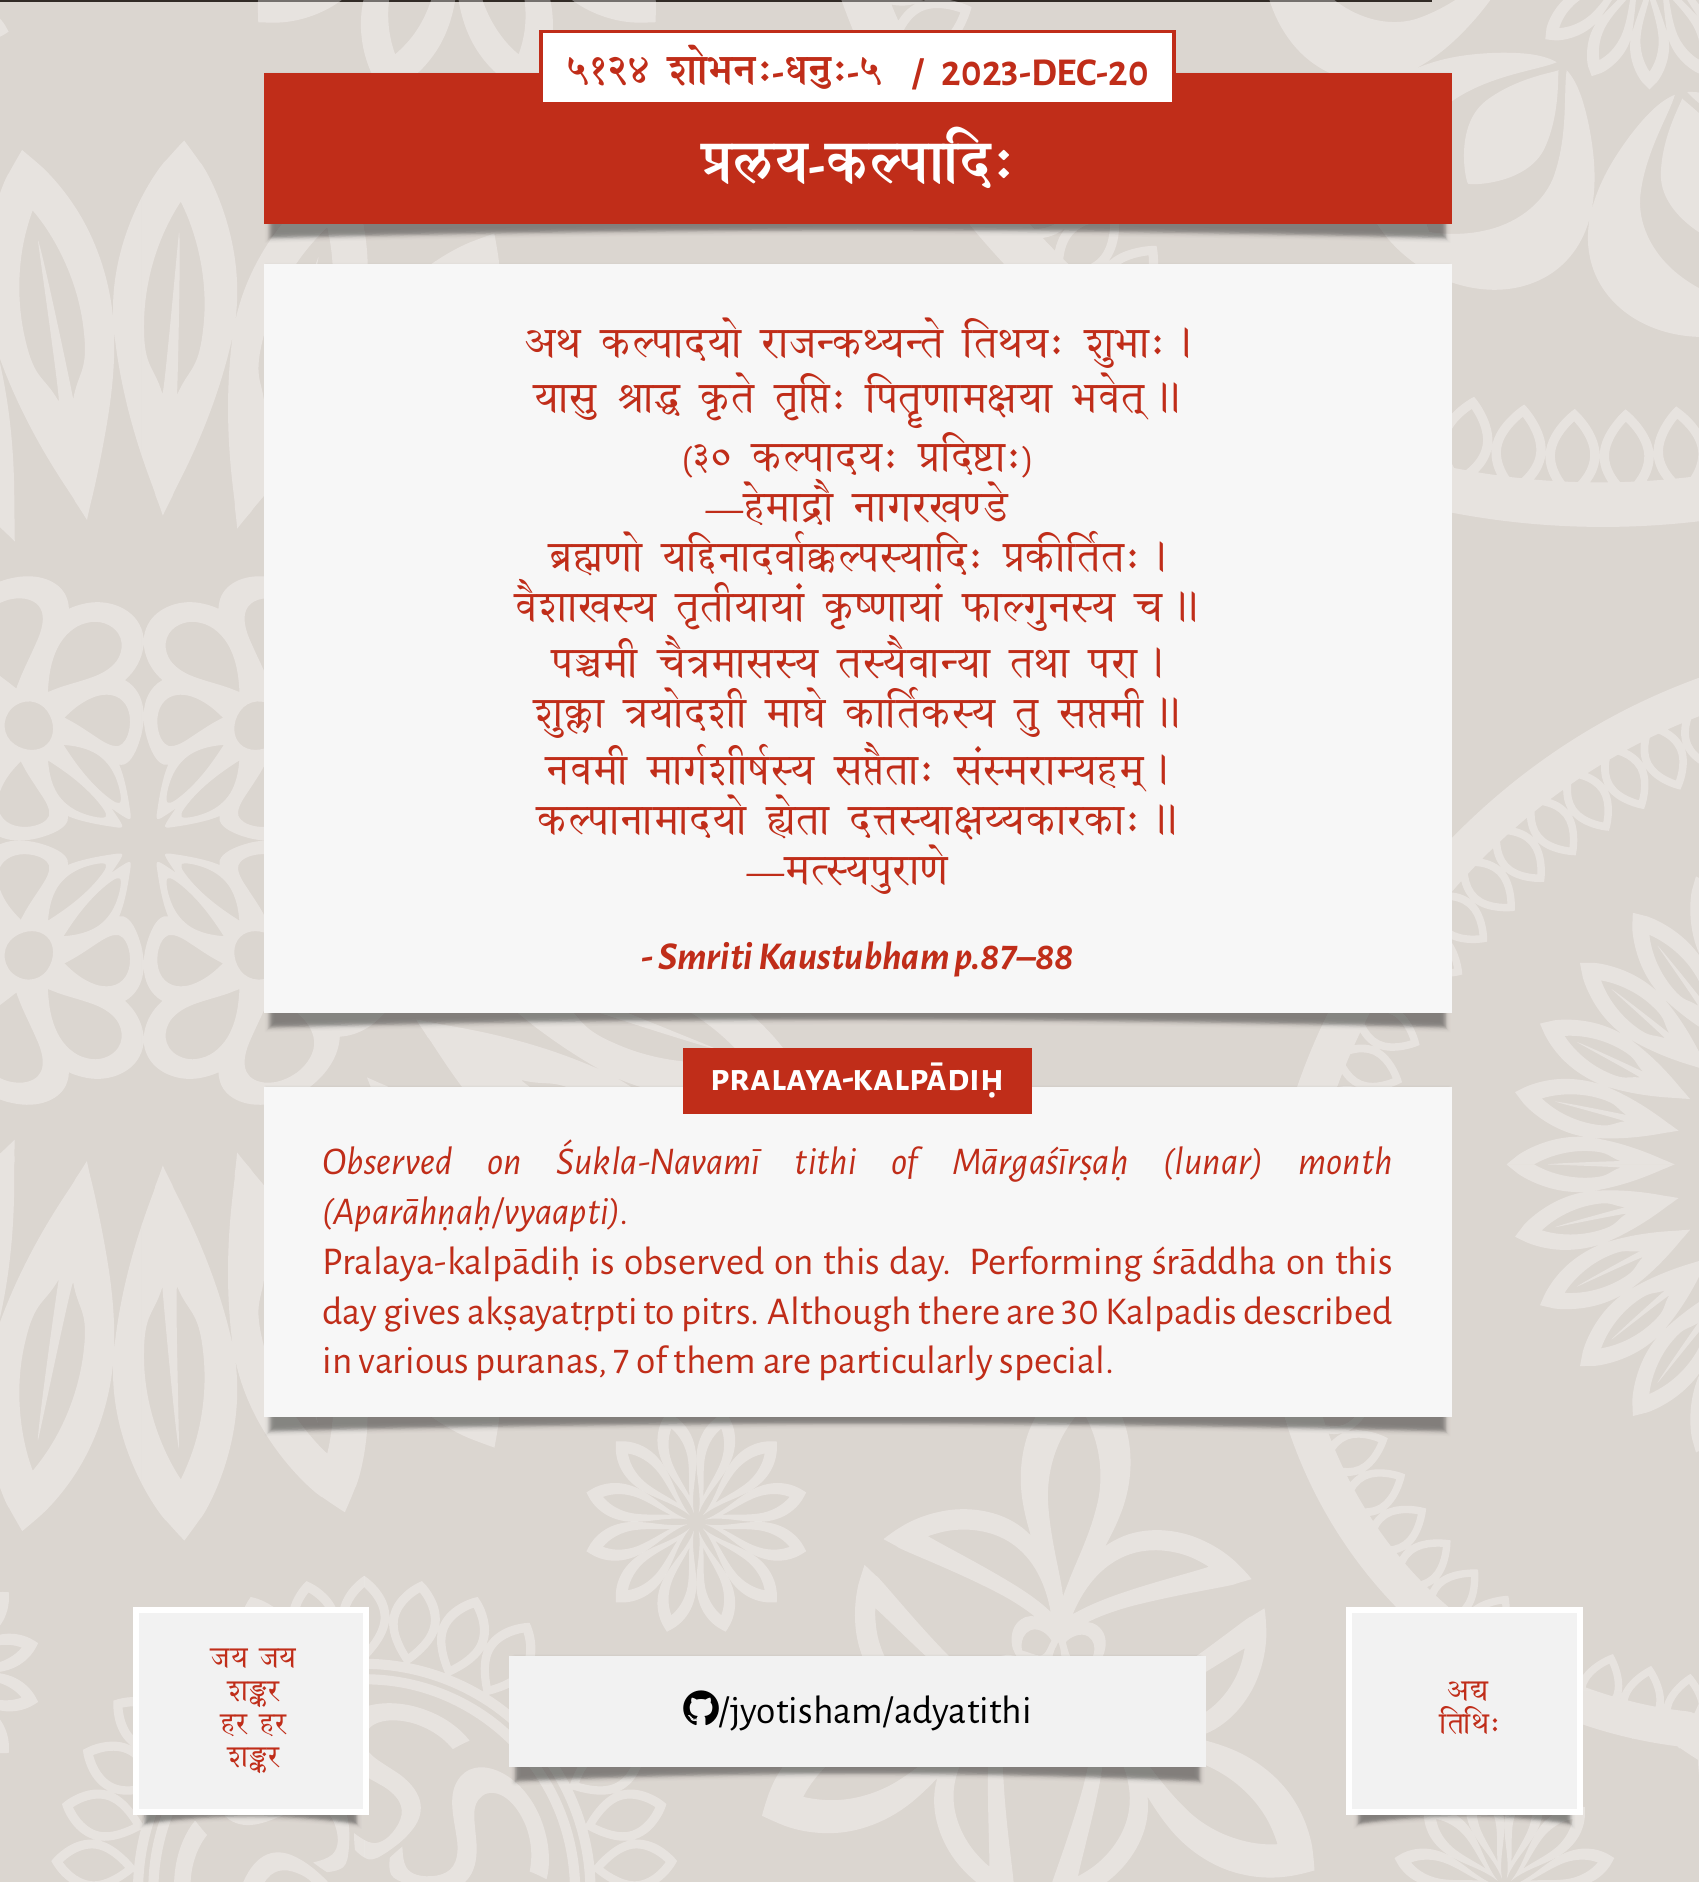 ५१२४ शोभनः-धनुः-५ / 2023-DEC-20
प्रलय-कल्पादिः
अथ कल्पादयो राजन्कथ्यन्ते तिथयः शुभाः ।
यासु श्राद्ध कृते तृप्तिः पितॄणामक्षया भवेत् ॥
(३० कल्पादयः प्रदिष्टाः)
—हेमाद्रौ नागरखण्डे
ब्रह्मणो यद्दिनादर्वाक्कल्पस्यादिः प्रकीर्तितः ।
वैशाखस्य तृतीयायां कृष्णायां फाल्गुनस्य च ॥
पञ्चमी चैत्रमासस्य तस्यैवान्या तथा परा ।
शुक्ला त्रयोदशी माघे कार्तिकस्य तु सप्तमी ॥
नवमी मार्गशीर्षस्य सप्तैताः संस्मराम्यहम् ।
कल्पानामादयो ह्येता दत्तस्याक्षय्यकारकाः ॥
—मत्स्यपुराणे
- Smriti Kaustubham p.87–88
PRALAYA-KALPĀDIḤ
Observed on Śukla-Navamī tithi of Mārgaśīrṣaḥ (lunar) month
(Aparāhṇaḥ/vyaapti).
Pralaya-kalpādiḥ is observed on this day. Performing śrāddha on this
day gives akṣayatṛpti to pitrs. Although there are 30 Kalpadis described
in various puranas, 7 of them are particularly special.
जय जय
शङ्कर
हर हर
शङ्कर
/jyotisham/adyatithi
अद्य
तिथिः